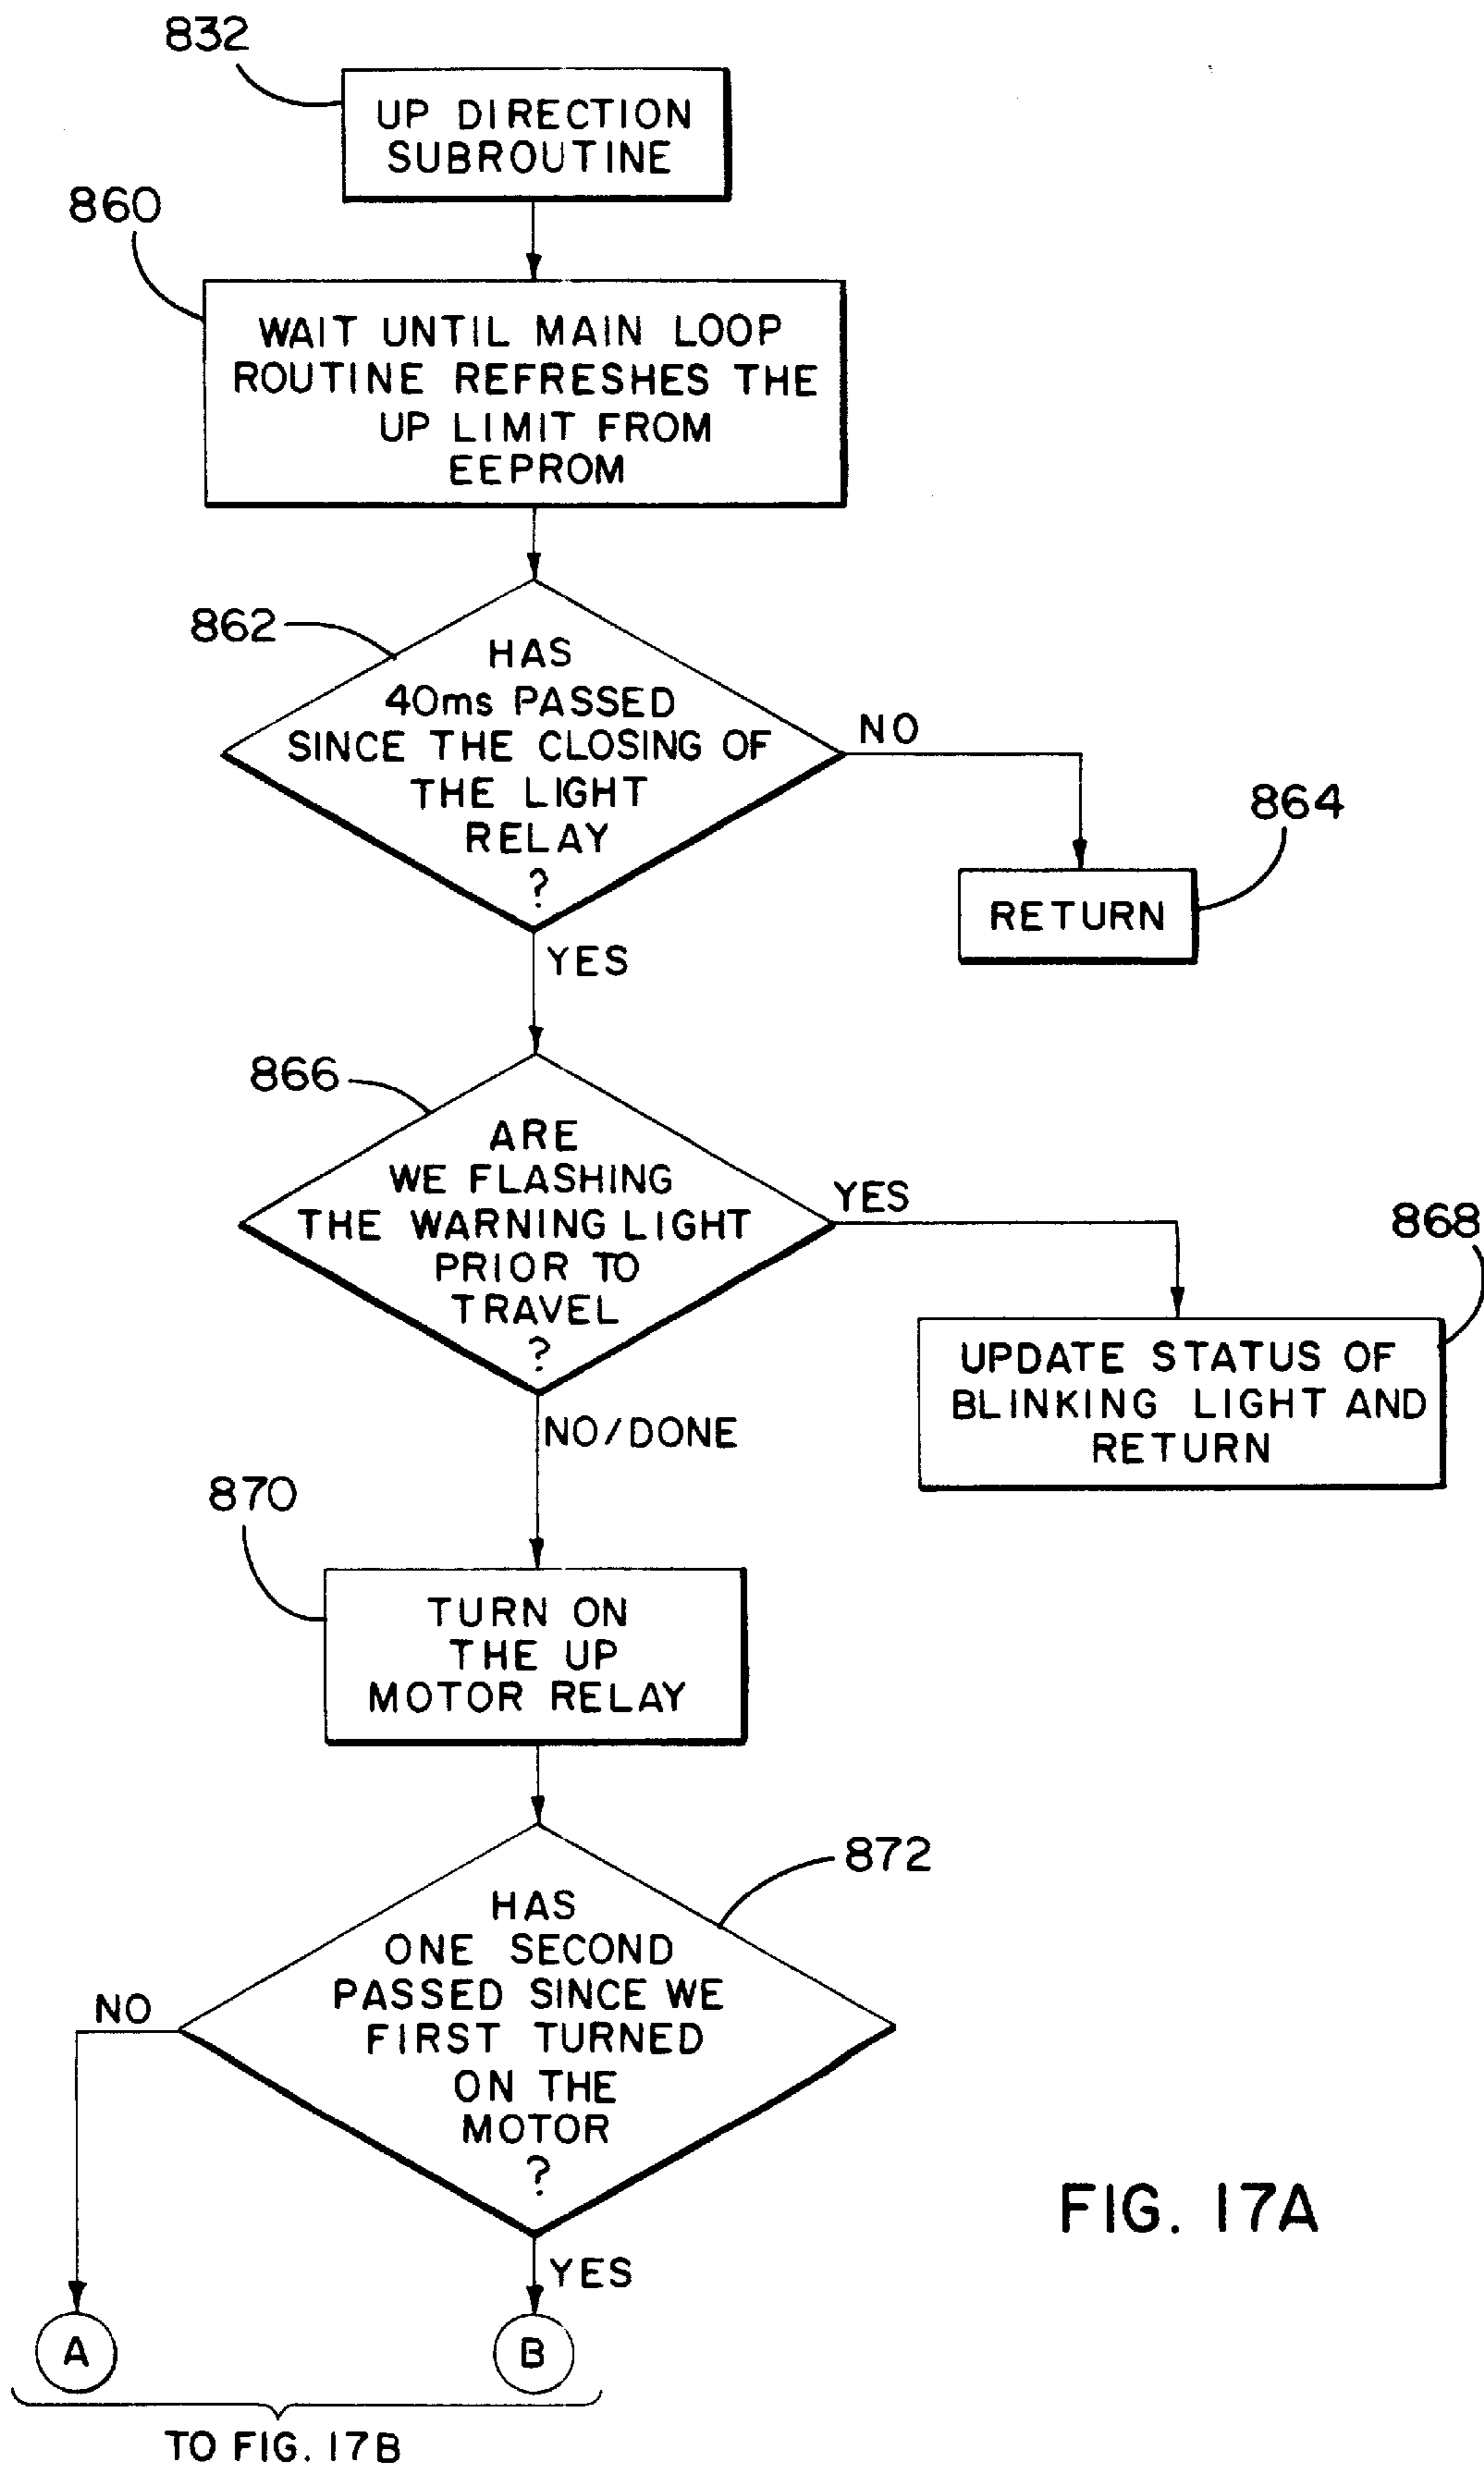 832
UP DIRECTION
SUBROUTINE
860
WAIT UNTIL MAIN LOOP
ROUTINE REFRESHES THE
UP LIMIT FROM
EEPROM
862
HAS
40ms PASSED
SINCE THE CLOSING OF
THE LIGHT
RELAY
?
NO
864
RETURN
YES
866
ARE
WE FLASHING
THE WARNING LIGHT
PRIOR TO
TRAVEL
?
YES
868
UPDATE STATUS OF
BLINKING LIGHT AND
RETURN
NO/DONE
870
TURN ON
THE UP
MOTOR RELAY
872
HAS
ONE SECOND
PASSED SINCE WE
FIRST TURNED
ON THE
MOTOR
?
NO
YES
A
B
TO FIG. 17B
FIG. 17A